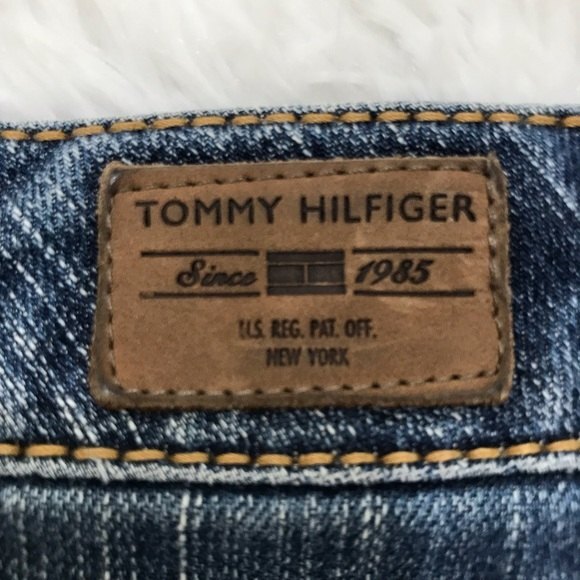 TOMMY HILFIGER
Since 1985
U.S. REG. PAT. OFF.
NEW YORK